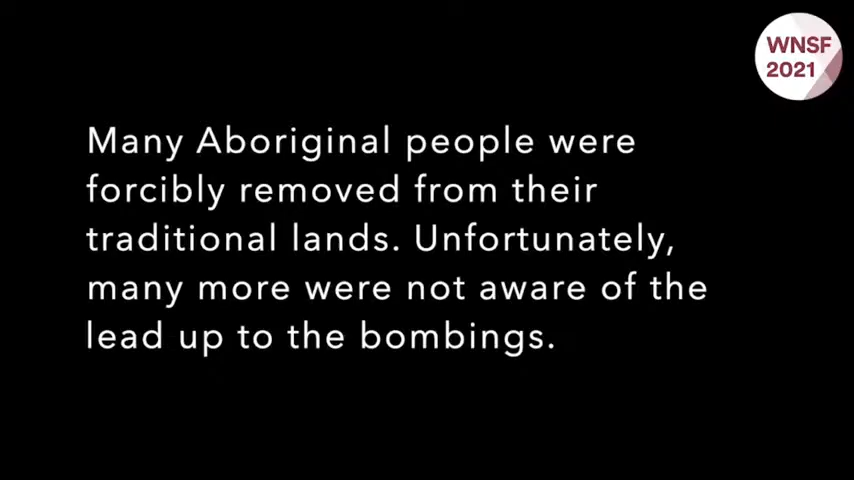 WNSF
2021
Many Aboriginal people were
forcibly removed from their
traditional lands. Unfortunately,
many more were not aware of the
lead up to the bombings.